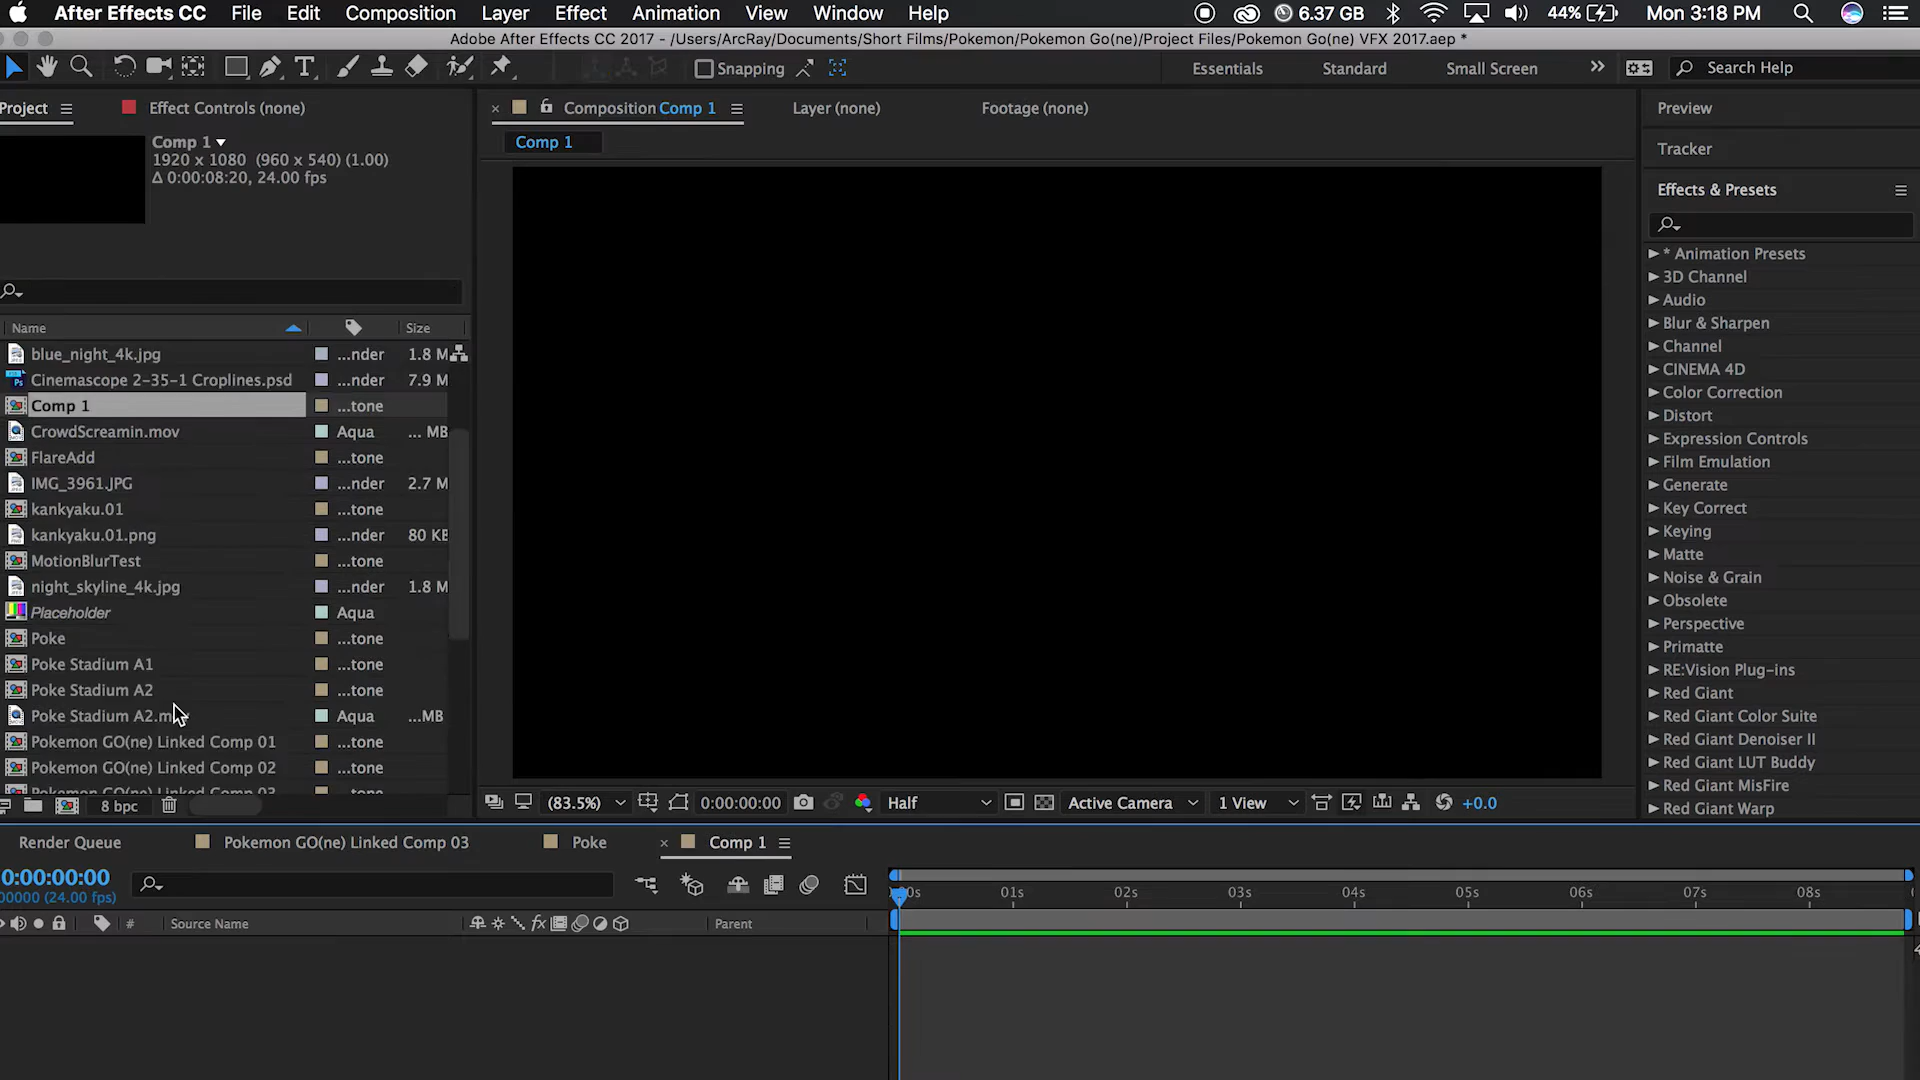 After Effects CC File Edit Composition Layer Effect Animation View Window Help 6.37 GB 44% Mon 3:18 PM
Adobe After Effects CC 2017 - /Users/ArcRay/Documents/Short Films/Pokemon/Pokemon Go(ne)/Project Files/Pokemon Go(ne) VFX 2017.aep *
Snapping Essentials Standard Small Screen Search Help
Project Effect Controls (none) Composition Comp 1 Layer (none) Footage (none) Preview
Comp 1
1920 x 1080 (960 x 540) (1.00)
Δ 0:00:08:20, 24.00 fps
Comp 1
Tracker
Effects & Presets
* Animation Presets
3D Channel
Audio
Blur & Sharpen
Channel
CINEMA 4D
Color Correction
Distort
Expression Controls
Film Emulation
Generate
Key Correct
Keying
Matte
Noise & Grain
Obsolete
Perspective
Primatte
RE:Vision Plug-ins
Red Giant
Red Giant Color Suite
Red Giant Denoiser II
Red Giant LUT Buddy
Red Giant MisFire
Red Giant Warp
Name Size
blue_night_4k.jpg ...nder 1.8 M
Cinemascope 2-35-1 Croplines.psd ...nder 7.9 M
Comp 1 ...tone
CrowdScreamin.mov Aqua ... MB
FlareAdd ...tone
IMG_3961.JPG ...nder 2.7 M
kankyaku.01 ...tone
kankyaku.01.png ...nder 80 KB
MotionBlurTest ...tone
night_skyline_4k.jpg ...nder 1.8 M
Placeholder Aqua
Poke ...tone
Poke Stadium A1 ...tone
Poke Stadium A2 ...tone
Poke Stadium A2.m Aqua ...MB
Pokemon GO(ne) Linked Comp 01 ...tone
Pokemon GO(ne) Linked Comp 02 ...tone
Pokemon GO(ne) Linked Comp 03 ...tone
8 bpc
(83.5%) 0:00:00:00 Half Active Camera 1 View +0.0
Render Queue Pokemon GO(ne) Linked Comp 03 Poke Comp 1
0:00:00:00
00000 (24.00 fps)
00s 01s 02s 03s 04s 05s 06s 07s 08s
# Source Name fx Parent